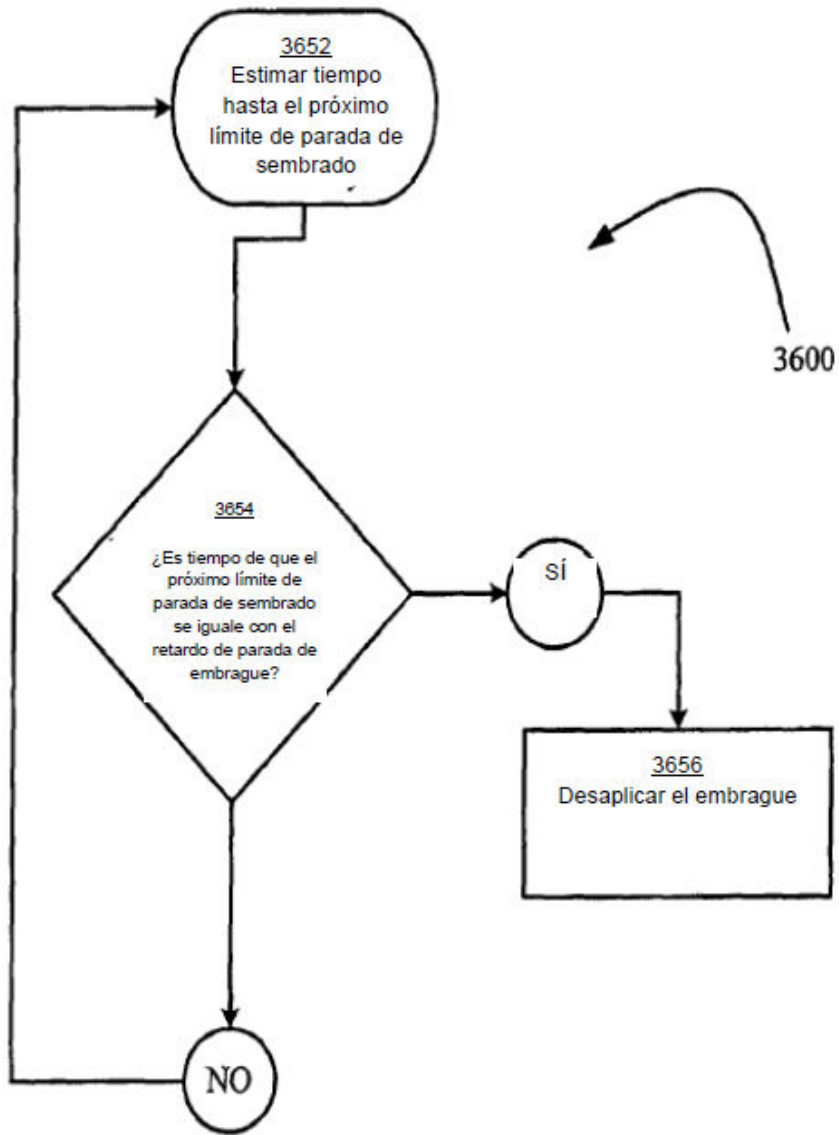 3652
Estimar tiempo
hasta el próximo
límite de parada de
sembrado
3600
3654
¿Es tiempo de que el
próximo límite de
parada de sembrado
se iguale con el
retardo de parada de
embrague?
SÍ
3656
Desaplicar el embrague
NO